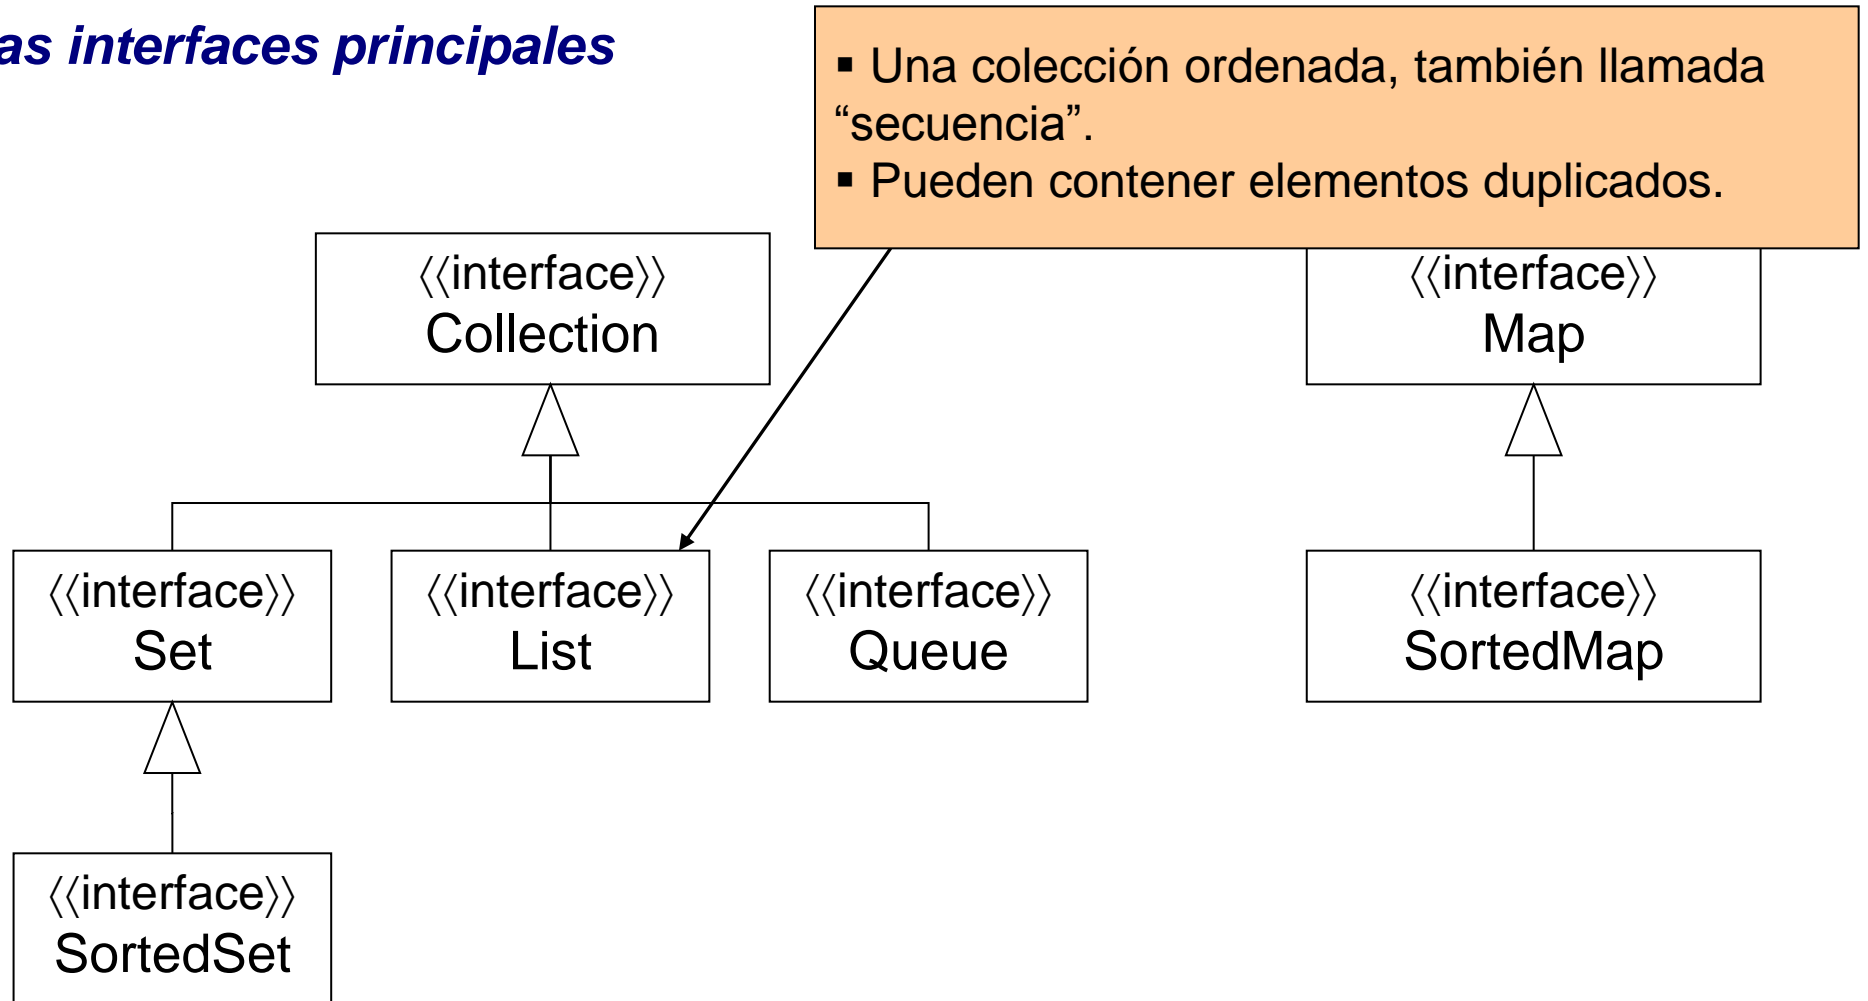 as interfaces principales
▪ Una colección ordenada, también llamada
“secuencia”.
▪ Pueden contener elementos duplicados.
〈〈interface〉〉
Collection
〈〈interface〉〉
Map
〈〈interface〉〉
Set
〈〈interface〉〉
List
〈〈interface〉〉
Queue
〈〈interface〉〉
SortedMap
〈〈interface〉〉
SortedSet